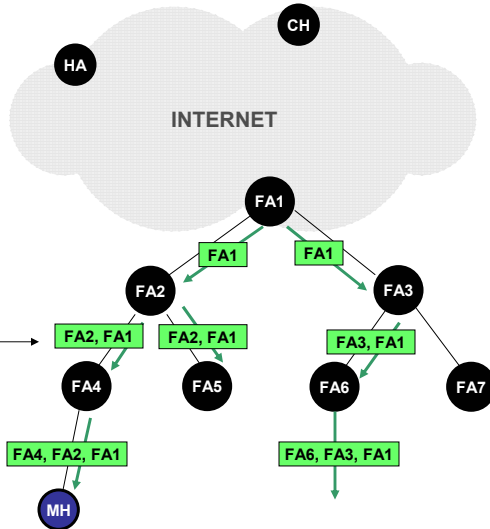 CH
HA
INTERNET
FA1
FA1
FA1
FA2
FA3
FA2, FA1
FA2, FA1
FA3, FA1
FA4
FA5
FA6
FA7
FA4, FA2, FA1
FA6, FA3, FA1
MH